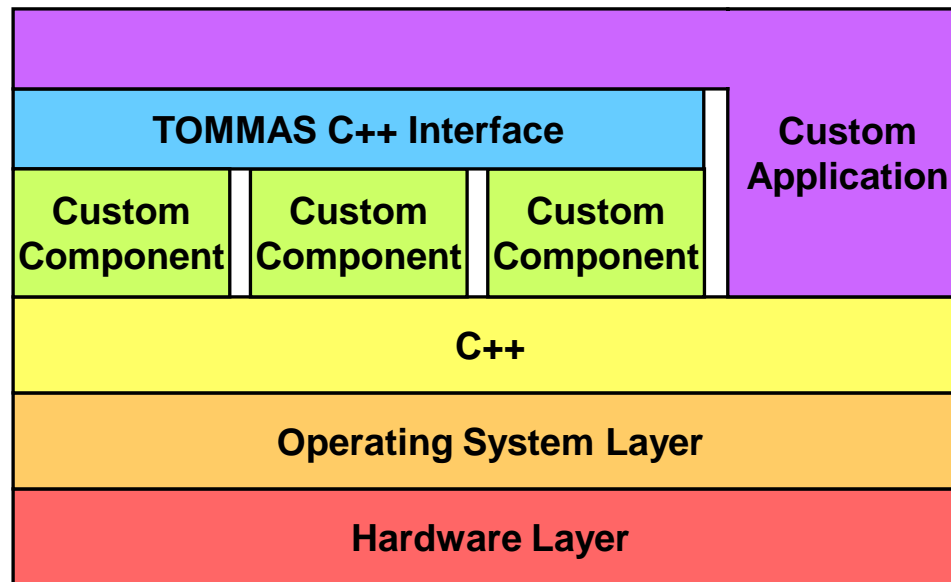 TOMMAS C++ Interface
Custom
Application
Custom
Component
Custom
Component
Custom
Component
C++
Operating System Layer
Hardware Layer